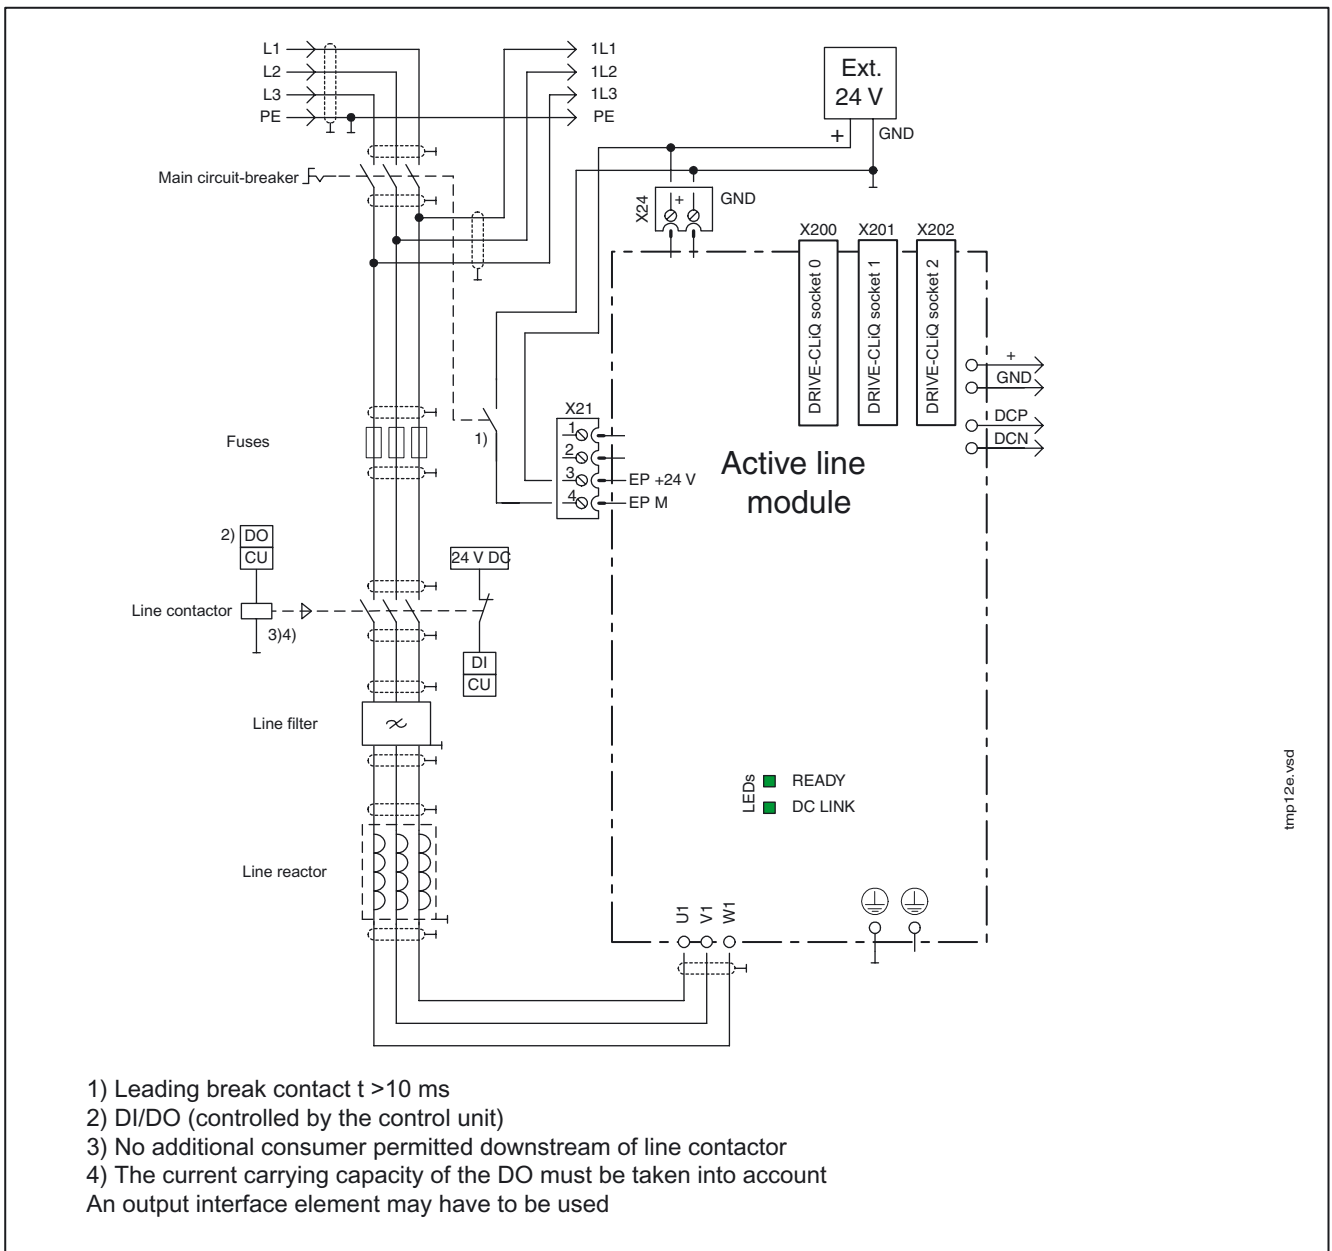 L1
1L1
L2
1L2
L3
1L3
PE
PE
Ext.
24 V
+
GND
Main circuit-breaker
X24
+
GND
X200
X201
X202
DRIVE-CLiQ socket 0
DRIVE-CLiQ socket 1
DRIVE-CLiQ socket 2
+
GND
DCP
DCN
Fuses
1)
X21
1
2
3
4
EP +24 V
EP M
Active line
module
2)
DO
CU
24 V DC
Line contactor
3)4)
DI
CU
Line filter
LEDs
READY
DC LINK
tmp12e.vsd
Line reactor
U1
V1
W1
1) Leading break contact t >10 ms
2) DI/DO (controlled by the control unit)
3) No additional consumer permitted downstream of line contactor
4) The current carrying capacity of the DO must be taken into account
An output interface element may have to be used